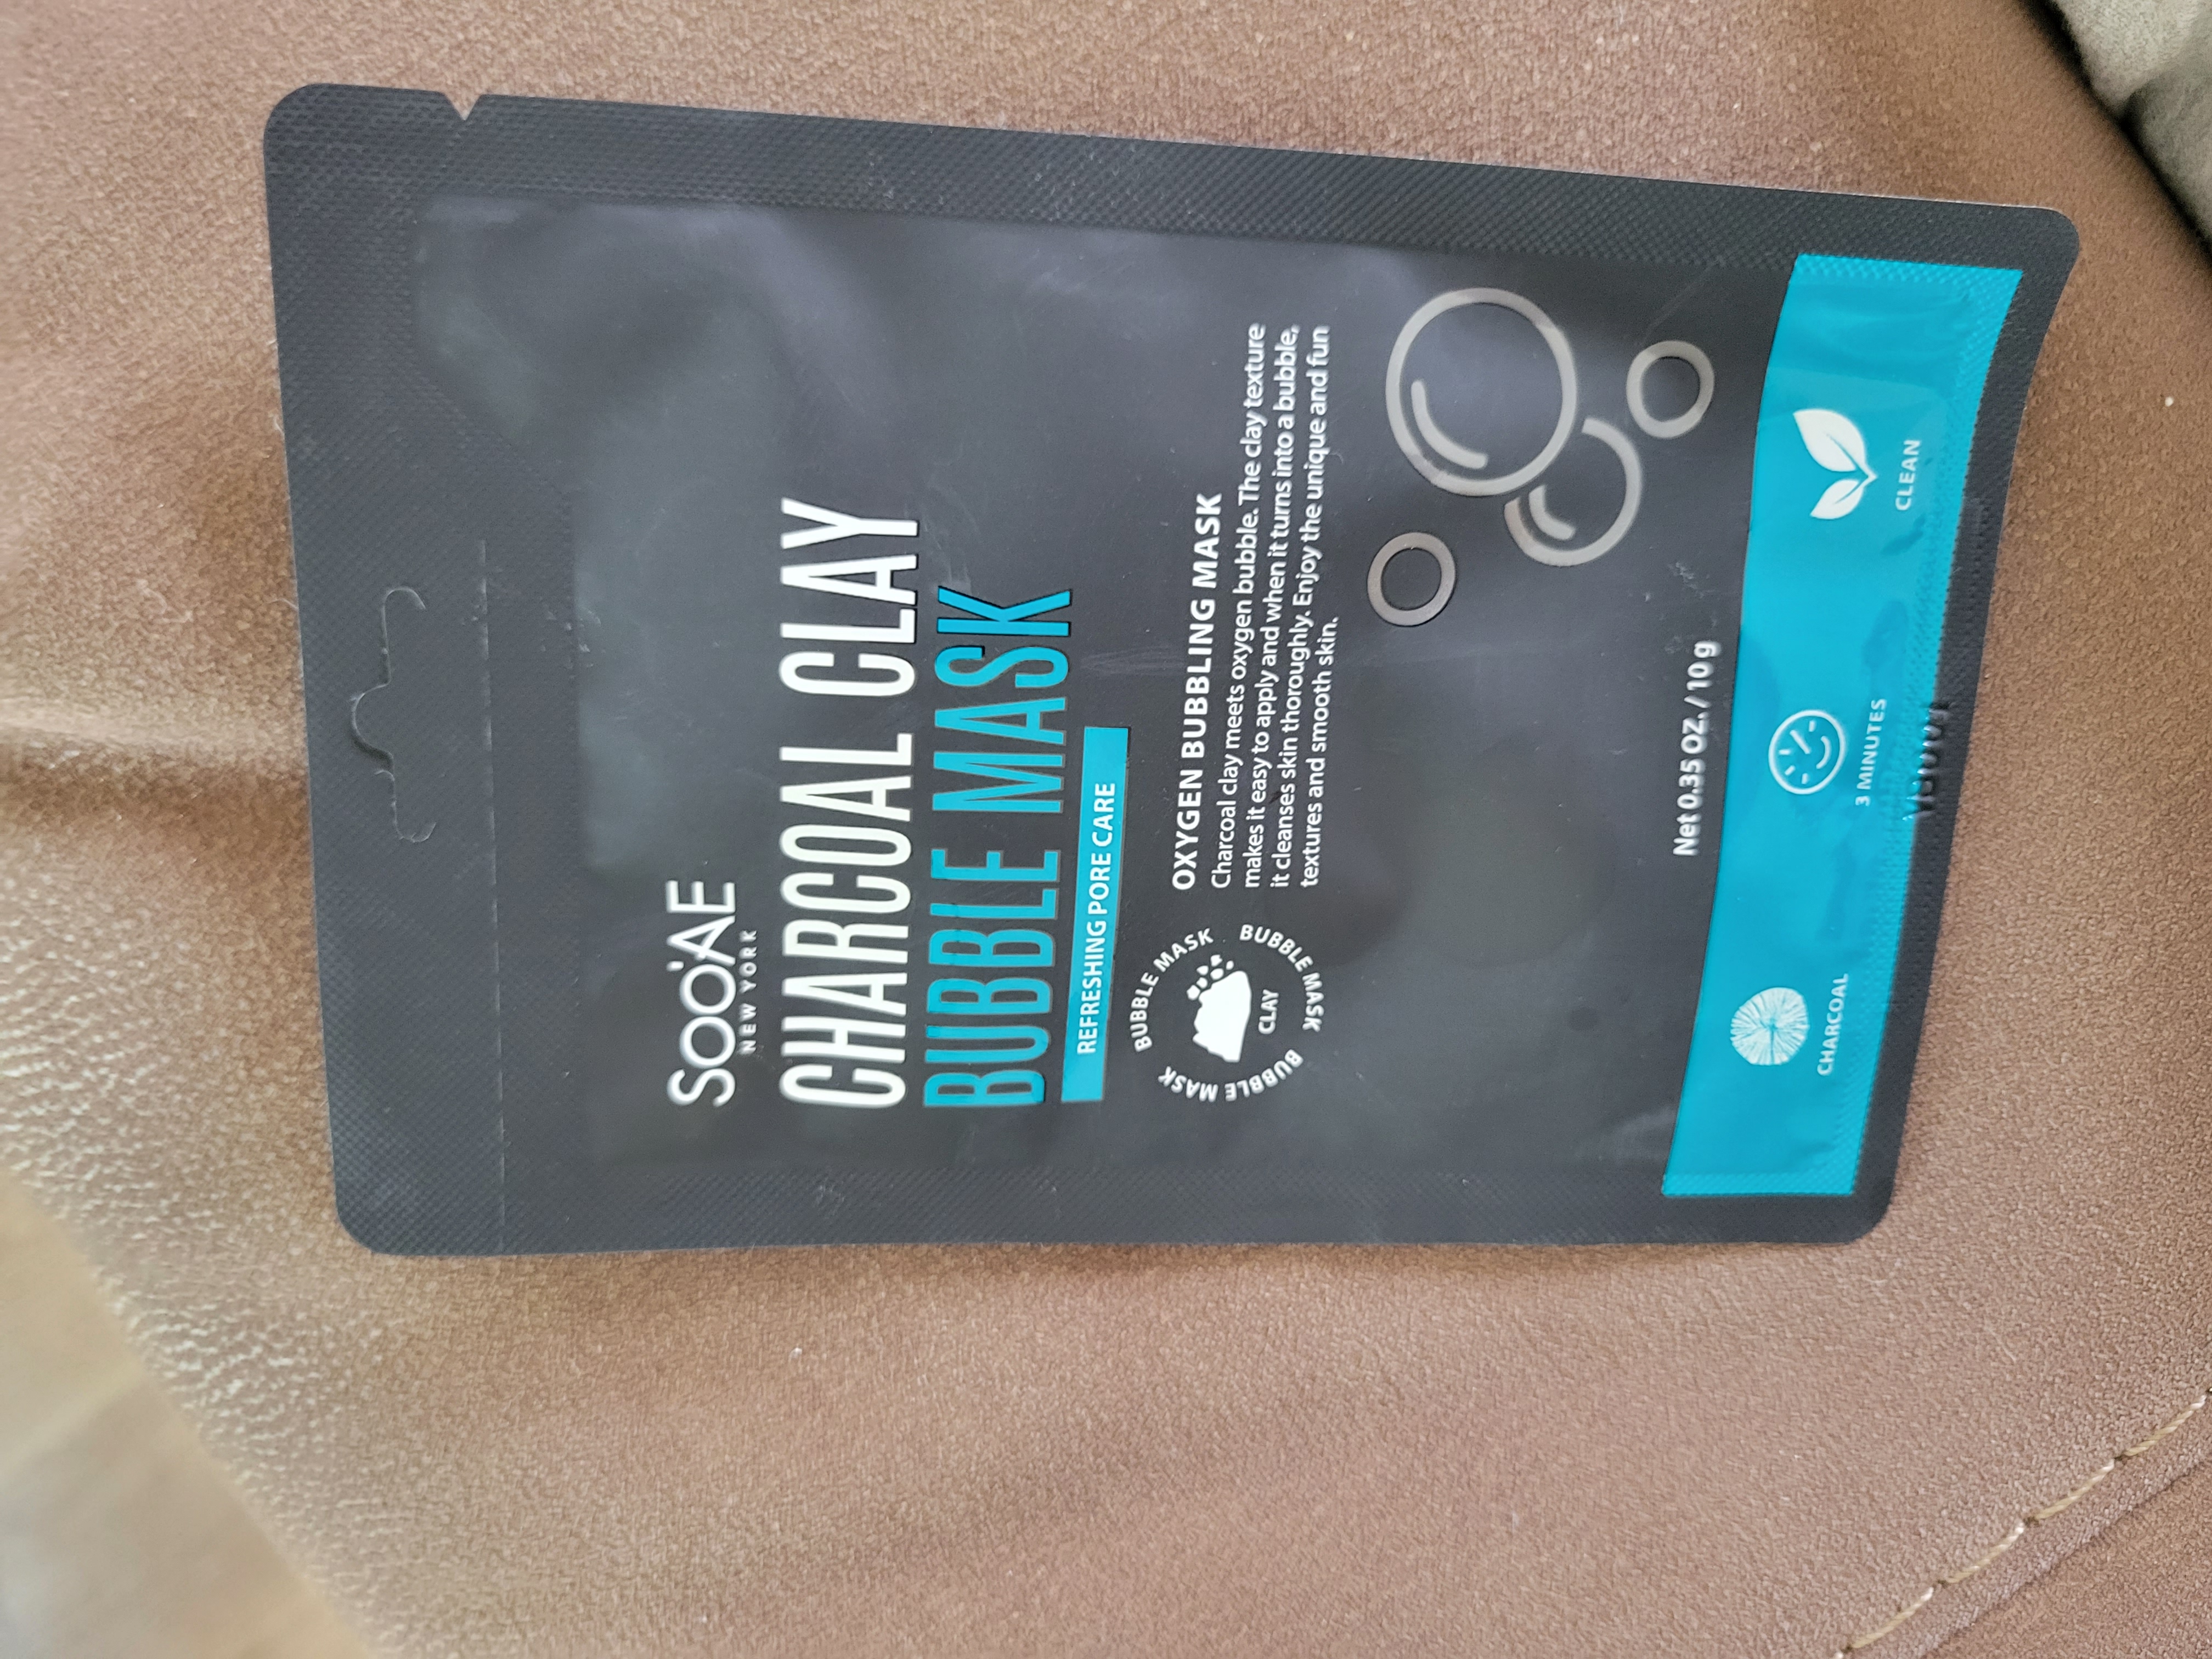 SOO'AE
NEW YORK
CHARCOAL CLAY
BUBBLE MASK
REFRESHING PORE CARE
BUBBLE MASK BUBBLE MASK BUBBLE MASK
CLAY
OXYGEN BUBBLING MASK
Charcoal clay meets oxygen bubble. The clay texture
makes it easy to apply and when it turns into a bubble,
it cleanses skin thoroughly. Enjoy the unique and fun
textures and smooth skin.
Net 0.35 OZ. / 10 g
CHARCOAL
3 MINUTES
CLEAN